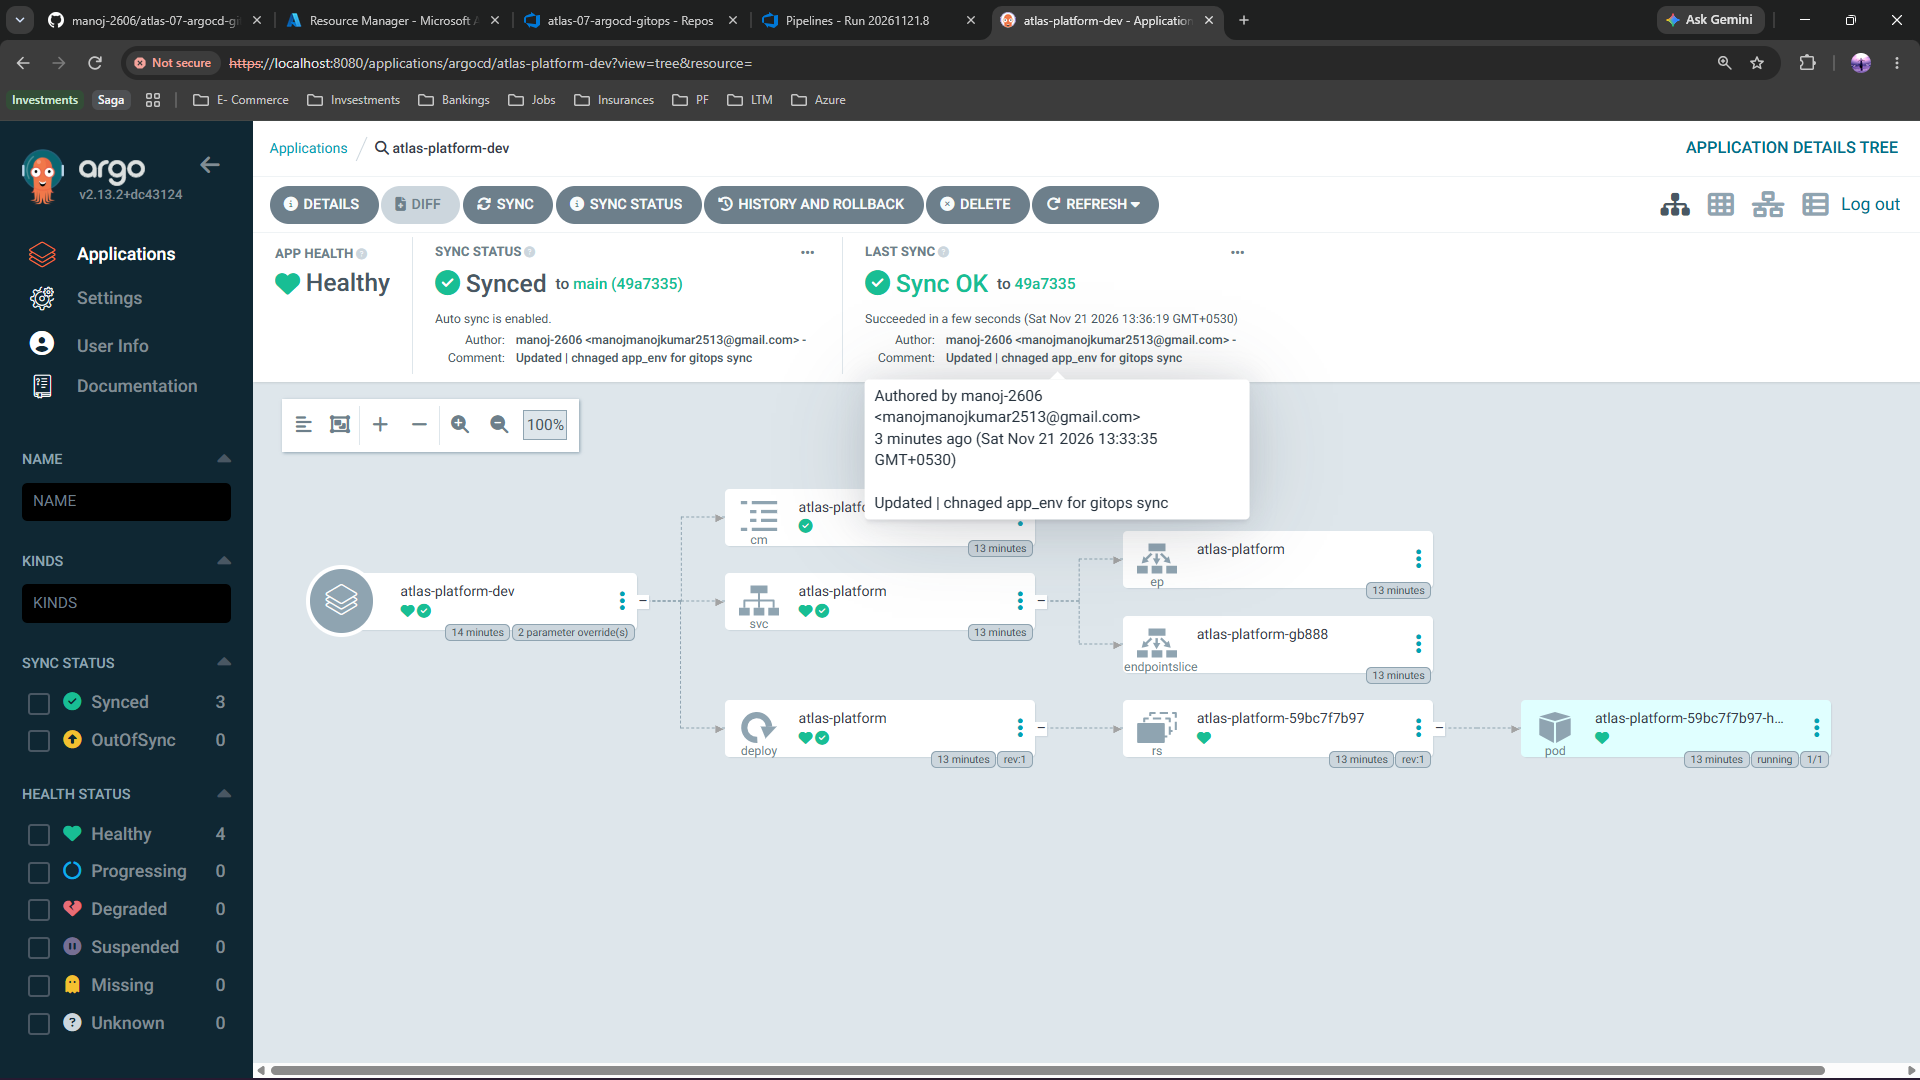 manoj-2606/atlas-07-argocd-gi
Resource Manager - Microsoft A
atlas-07-argocd-gitops - Repos
Pipelines - Run 20261121.8
atlas-platform-dev - Application
Ask Gemini
Not secure
https://localhost:8080/applications/argocd/atlas-platform-dev?view=tree&resource=
Investments
Saga
E- Commerce
Invsestments
Bankings
Jobs
Insurances
PF
LTM
Azure
argo
v2.13.2+dc43124
Applications
Settings
User Info
Documentation
NAME
NAME
KINDS
KINDS
SYNC STATUS
Synced 3
OutOfSync 0
HEALTH STATUS
Healthy 4
Progressing 0
Degraded 0
Suspended 0
Missing 0
Unknown 0
Applications / atlas-platform-dev
APPLICATION DETAILS TREE
DETAILS
DIFF
SYNC
SYNC STATUS
HISTORY AND ROLLBACK
DELETE
REFRESH
Log out
APP HEALTH
Healthy
SYNC STATUS
Synced to main (49a7335)
Auto sync is enabled.
Author: manoj-2606 <manojmanojkumar2513@gmail.com> -
Comment: Updated | chnaged app_env for gitops sync
LAST SYNC
Sync OK to 49a7335
Succeeded in a few seconds (Sat Nov 21 2026 13:36:19 GMT+0530)
Author: manoj-2606 <manojmanojkumar2513@gmail.com> -
Comment: Updated | chnaged app_env for gitops sync
Authored by manoj-2606
<manojmanojkumar2513@gmail.com>
3 minutes ago (Sat Nov 21 2026 13:33:35
GMT+0530)
Updated | chnaged app_env for gitops sync
100%
atlas-platform-dev
14 minutes
2 parameter override(s)
atlas-platfo
cm
13 minutes
atlas-platform
svc
13 minutes
atlas-platform
deploy
13 minutes
rev:1
atlas-platform
ep
13 minutes
atlas-platform-gb888
endpointslice
13 minutes
atlas-platform-59bc7f7b97
rs
13 minutes
rev:1
atlas-platform-59bc7f7b97-h...
pod
13 minutes
running
1/1